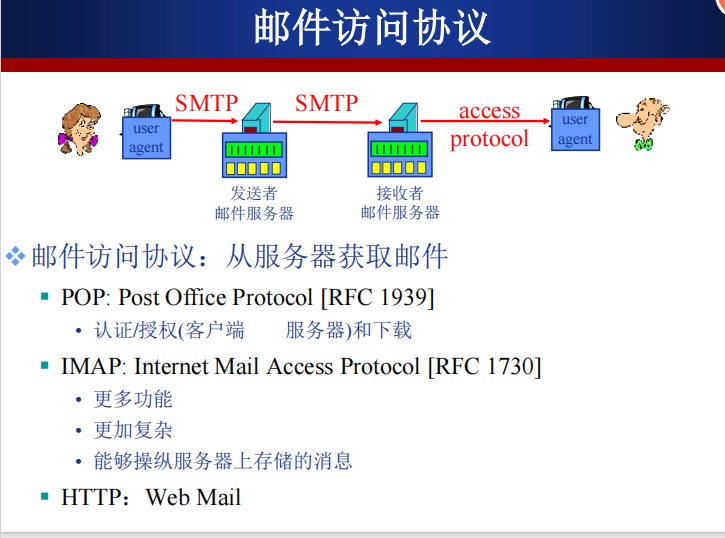 邮件访问协议
SMTP
SMTP
access
protocol
user
agent
user
agent
发送者
邮件服务器
接收者
邮件服务器
邮件访问协议：从服务器获取邮件
POP: Post Office Protocol [RFC 1939]
• 认证/授权(客户端 服务器)和下载
IMAP: Internet Mail Access Protocol [RFC 1730]
• 更多功能
• 更加复杂
• 能够操纵服务器上存储的消息
HTTP：Web Mail